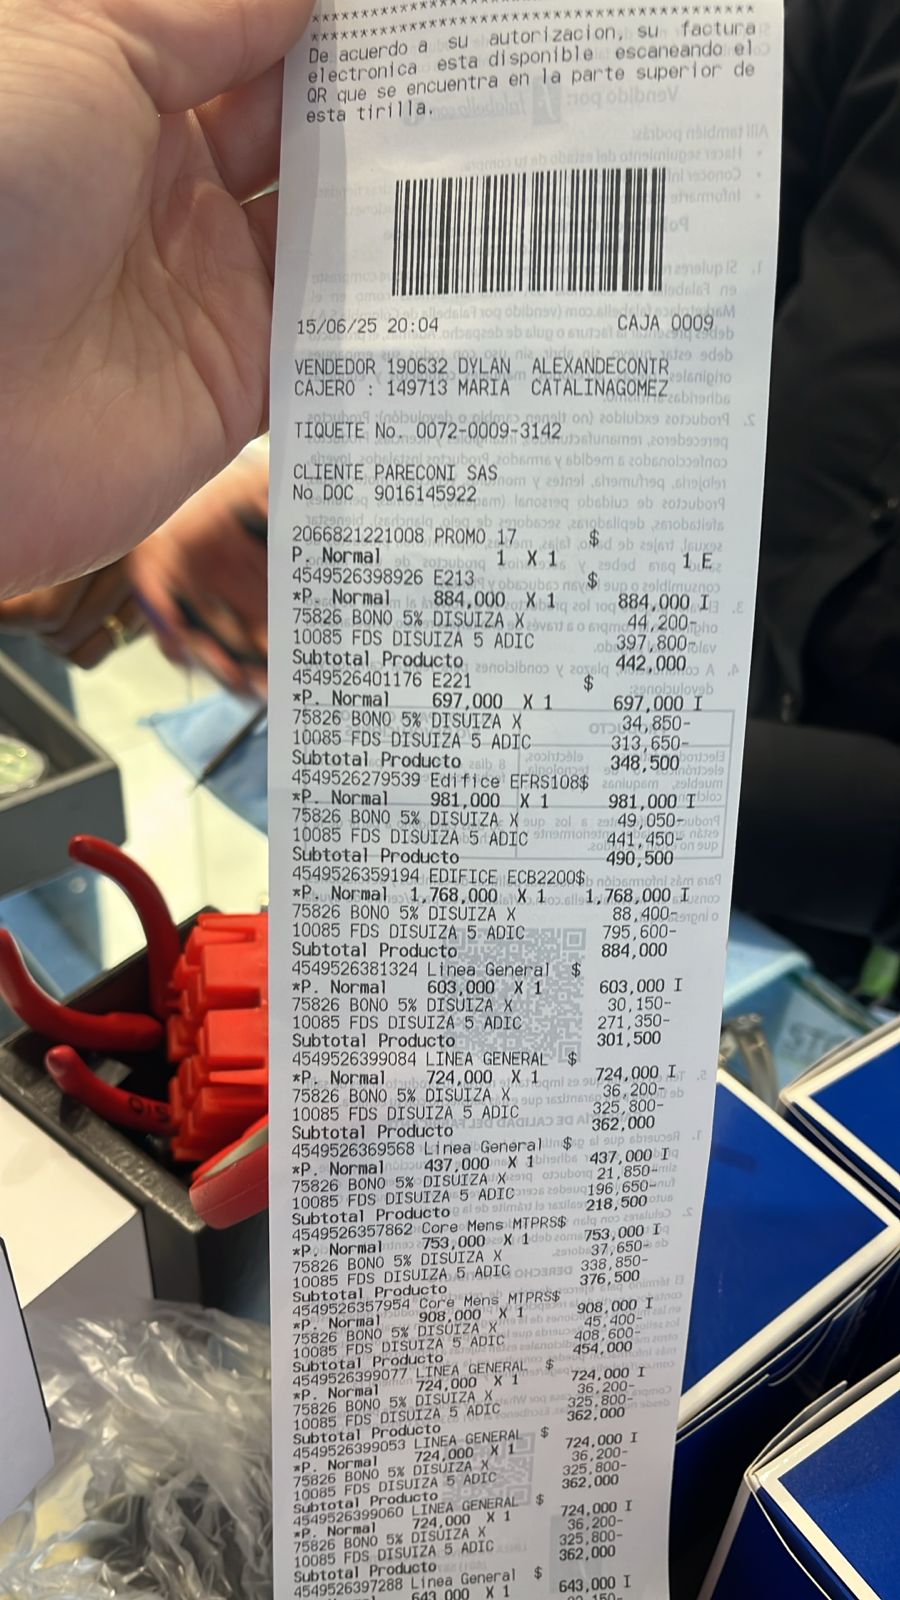 ****************************************
****************************************
De acuerdo a su autorizacion, su factura
electronica esta disponible escaneando el
QR que se encuentra en la parte superior de
esta tirilla.
15/06/25 20:04 CAJA 0009
VENDEDOR 190632 DYLAN ALEXANDECONTR
CAJERO : 149713 MARIA CATALINAGOMEZ
TIQUETE No. 0072-0009-3142
CLIENTE PARECONI SAS
No DOC 9016145922
2066821221008 PROMO 17 $
P. Normal 1 X 1 1 E
4549526398926 E213 $
*P. Normal 884,000 X 1 884,000 I
75826 BONO 5% DISUIZA X 44,200-
10085 FDS DISUIZA 5 ADIC 397,800-
Subtotal Producto 442,000
4549526401176 E221 $
*P. Normal 697,000 X 1 697,000 I
75826 BONO 5% DISUIZA X 34,850-
10085 FDS DISUIZA 5 ADIC 313,650-
Subtotal Producto 348,500
4549526279539 Edifice EFRS108$
*P. Normal 981,000 X 1 981,000 I
75826 BONO 5% DISUIZA X 49,050-
10085 FDS DISUIZA 5 ADIC 441,450-
Subtotal Producto 490,500
4549526359194 EDIFICE ECB2200$
*P. Normal 1,768,000 X 1 1,768,000 I
75826 BONO 5% DISUIZA X 88,400-
10085 FDS DISUIZA 5 ADIC 795,600-
Subtotal Producto 884,000
4549526381324 Linea General $
*P. Normal 603,000 X 1 603,000 I
75826 BONO 5% DISUIZA X 30,150-
10085 FDS DISUIZA 5 ADIC 271,350-
Subtotal Producto 301,500
4549526399084 LINEA GENERAL $
*P. Normal 724,000 X 1 724,000 I
75826 BONO 5% DISUIZA X 36,200-
10085 FDS DISUIZA 5 ADIC 325,800-
Subtotal Producto 362,000
4549526369568 Linea General $
*P. Normal 437,000 X 1 437,000 I
75826 BONO 5% DISUIZA X 21,850-
10085 FDS DISUIZA 5 ADIC 196,650-
Subtotal Producto 218,500
4549526357862 Core Mens MTPRS$
*P. Normal 753,000 X 1 753,000 I
75826 BONO 5% DISUIZA X 37,650-
10085 FDS DISUIZA 5 ADIC 338,850-
Subtotal Producto 376,500
4549526357954 Core Mens MTPRS$
*P. Normal 908,000 X 1 908,000 I
75826 BONO 5% DISUIZA X 45,400-
10085 FDS DISUIZA 5 ADIC 408,600-
Subtotal Producto 454,000
4549526399077 LINEA GENERAL $
*P. Normal 724,000 X 1 724,000 I
75826 BONO 5% DISUIZA X 36,200-
10085 FDS DISUIZA 5 ADIC 325,800-
Subtotal Producto 362,000
4549526399053 LINEA GENERAL $
*P. Normal 724,000 X 1 724,000 I
75826 BONO 5% DISUIZA X 36,200-
10085 FDS DISUIZA 5 ADIC 325,800-
Subtotal Producto 362,000
4549526399060 LINEA GENERAL $
*P. Normal 724,000 X 1 724,000 I
75826 BONO 5% DISUIZA X 36,200-
10085 FDS DISUIZA 5 ADIC 325,800-
Subtotal Producto 362,000
4549526397288 Linea General $
643,000 X 1 643,000 I